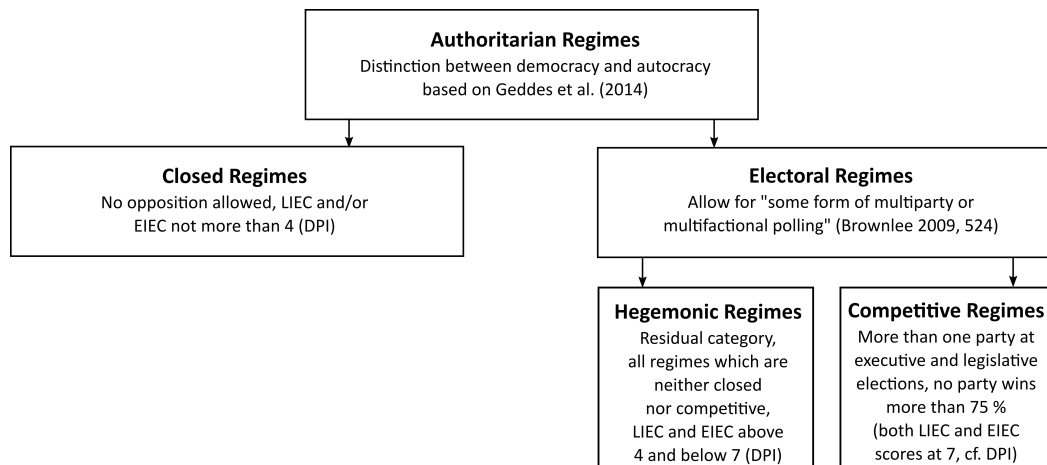 Authoritarian Regimes
Distinction between democracy and autocracy
based on Geddes et al. (2014)
Closed Regimes
No opposition allowed, LIEC and/or
EIEC not more than 4 (DPI)
Electoral Regimes
Allow for "some form of multiparty or
multifactional polling" (Brownlee 2009, 524)
Hegemonic Regimes
Residual category,
all regimes which are
neither closed
nor competitive,
LIEC and EIEC above
4 and below 7 (DPI)
Competitive Regimes
More than one party at
executive and legislative
elections, no party wins
more than 75 %
(both LIEC and EIEC
scores at 7, cf. DPI)